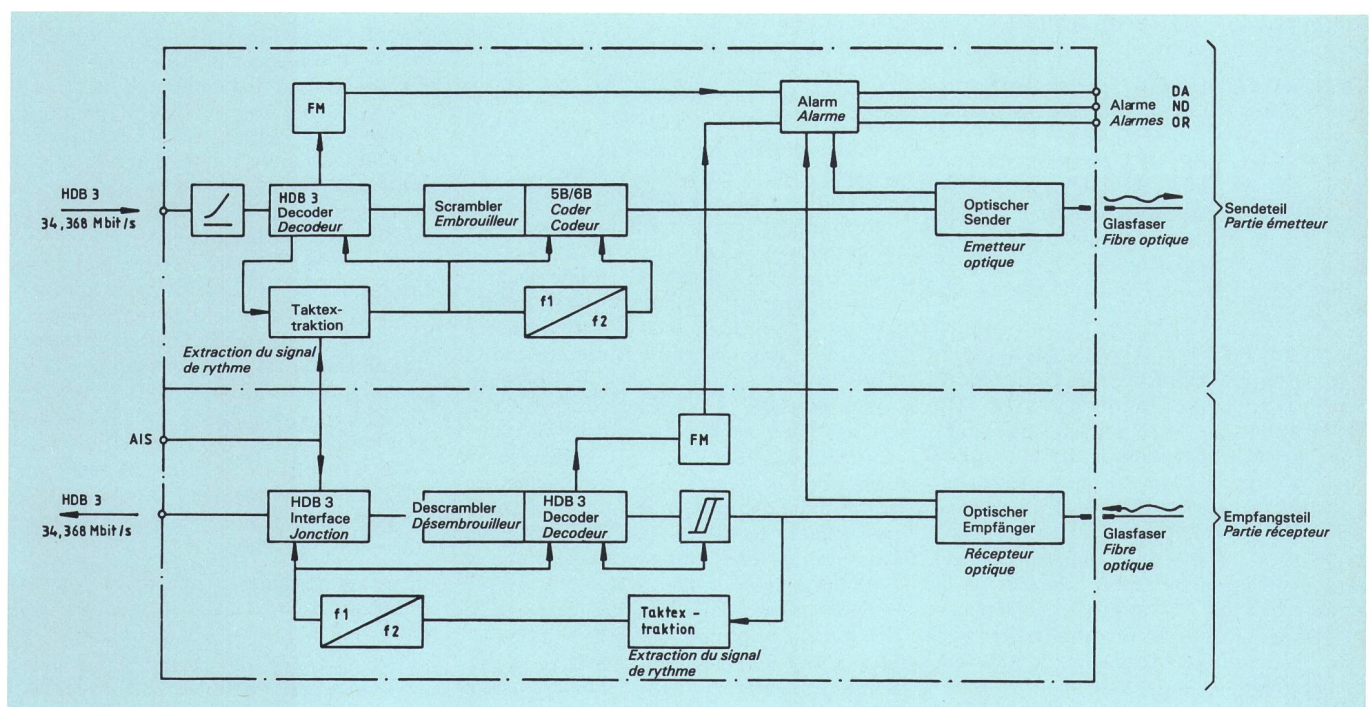 FM
Alarm
Alarme
DA
Alarme ND
Alarmes OR
HDB 3
34,368 Mbit/s
HDB 3
Decoder
Decodeur
Scrambler
Embrouilleur
5B/6B
Coder
Codeur
Optischer
Sender
Emetteur
optique
Glasfaser
Fibre optique
Sendeteil
Partie émetteur
Taktex-
traktion
f1
f2
Extraction du signal
de rythme
AIS
FM
HDB 3
34,368 Mbit/s
HDB 3
Interface
Jonction
Descrambler
Désembrouilleur
HDB 3
Decoder
Decodeur
Optischer
Empfänger
Récepteur
optique
Glasfaser
Fibre
optique
Empfangsteil
Partie récepteur
f1
f2
Taktex -
traktion
Extraction du signal
de rythme